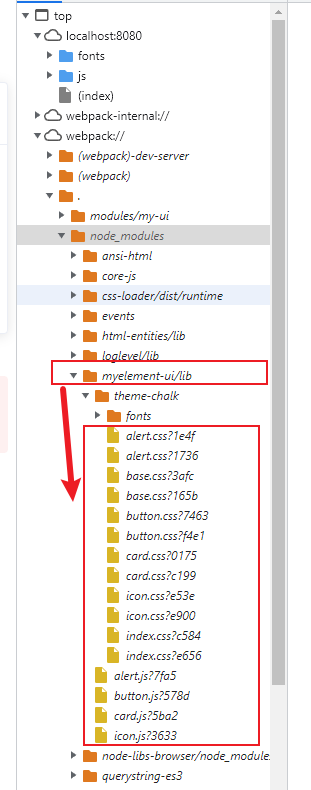 top
localhost:8080
fonts
js
(index)
webpack-internal://
webpack://
(webpack)-dev-server
(webpack)
.
modules/my-ui
node_modules
ansi-html
core-js
css-loader/dist/runtime
events
html-entities/lib
loglevel/lib
myelement-ui/lib
theme-chalk
fonts
alert.css?1e4f
alert.css?1736
base.css?3afc
base.css?165b
button.css?7463
button.css?f4e1
card.css?0175
card.css?c199
icon.css?e53e
icon.css?e900
index.css?c584
index.css?e656
alert.js?7fa5
button.js?578d
card.js?5ba2
icon.js?3633
node-libs-browser/node_modules
querystring-es3